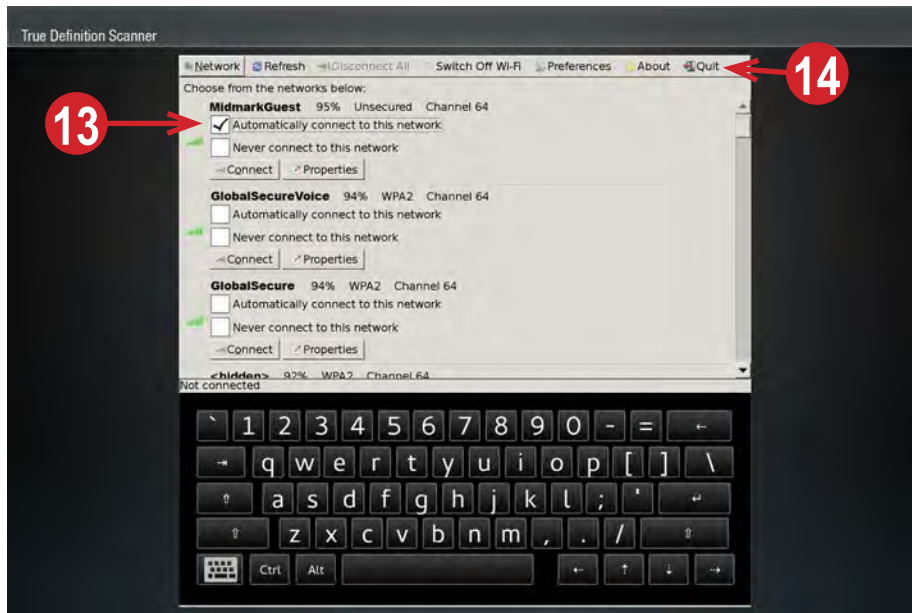 True Definition Scanner
Network Refresh Disconnect All Switch Off Wi-Fi Preferences About Quit
14
Choose from the networks below:
MidmarkGuest 95% Unsecured Channel 64
13
Automatically connect to this network
Never connect to this network
Connect Properties
GlobalSecureVoice 94% WPA2 Channel 64
Automatically connect to this network
Never connect to this network
Connect Properties
GlobalSecure 94% WPA2 Channel 64
Automatically connect to this network
Never connect to this network
Connect Properties
<hidden> 92% WPA2 Channel 64
Not connected
` 1 2 3 4 5 6 7 8 9 0 - = ←
⇥ q w e r t y u i o p [ ] \
⇧ a s d f g h j k l ; ' ↵
⇧ z x c v b n m , . / ⇧
Ctrl Alt ← ↑ ↓ →